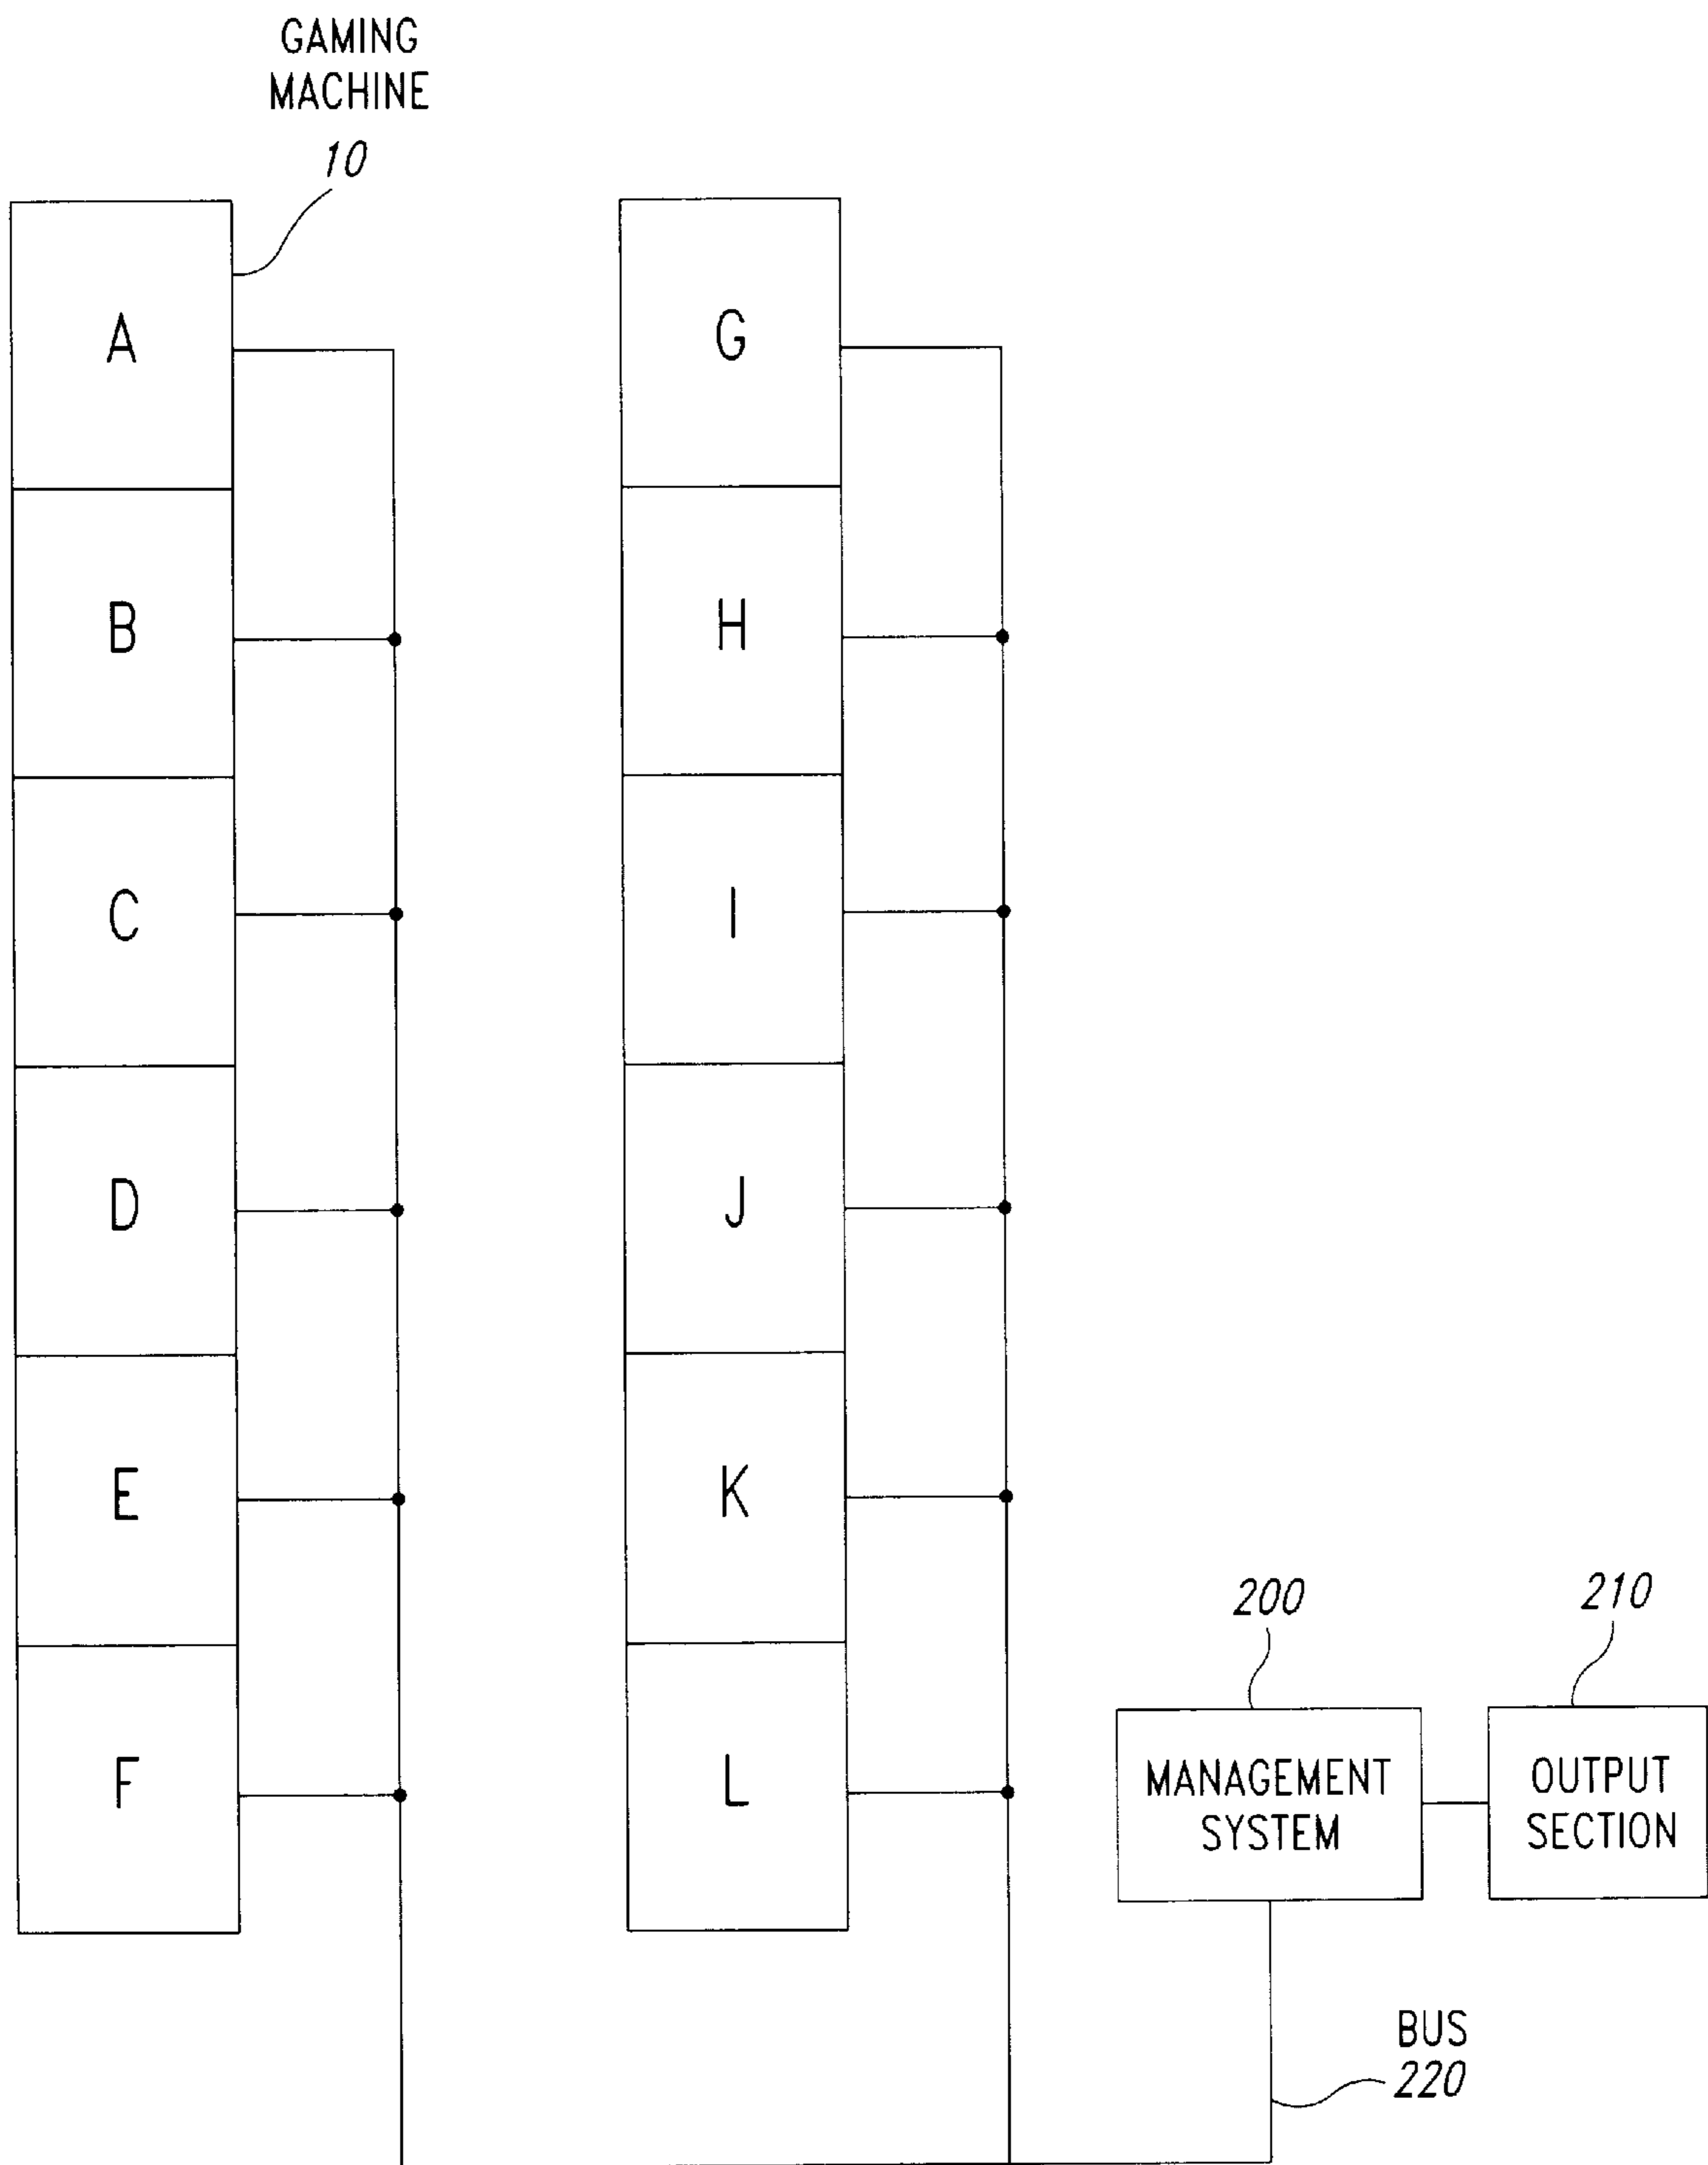 GAMING
MACHINE
10
A
B
C
D
E
F
G
H
I
J
K
L
200
210
MANAGEMENT
SYSTEM
OUTPUT
SECTION
BUS
220